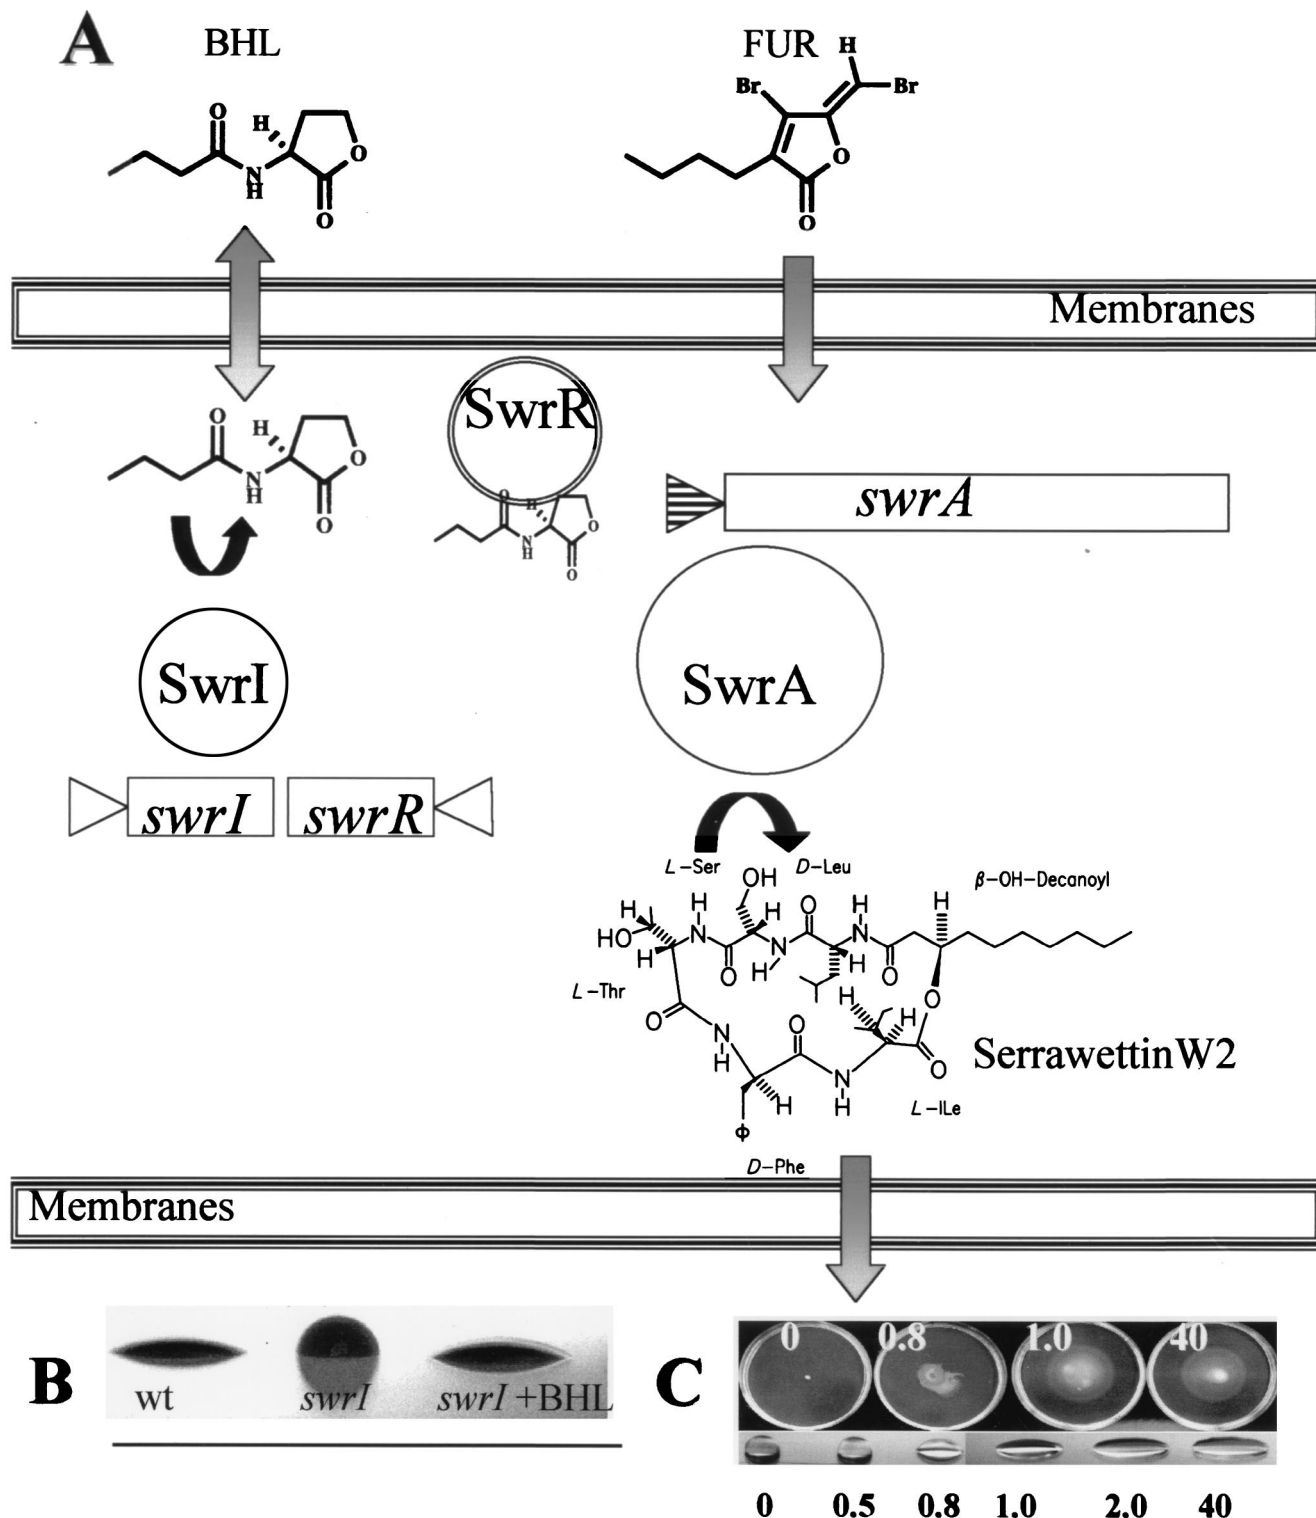 A
BHL
FUR
H
Br
Br
O
O
O
H
N
H
O
O
O
Membranes
SwrR
O
H
N
H
O
O
O
H
N
H
O
O
swrA
SwrI
SwrA
swrI
swrR
L-Ser
D-Leu
β-OH-Decanoyl
OH
H
H
H
O
H
H
HO
N
N
N
H
O
H
N
H
O
H
O
L-Thr
H
H
O
O
N
H
O
N
H
O
Serrawettin W2
H
L-ILe
Φ
D-Phe
Membranes
B
wt
swrI
swrI +BHL
C
0
0.8
1.0
40
0
0.5
0.8
1.0
2.0
40